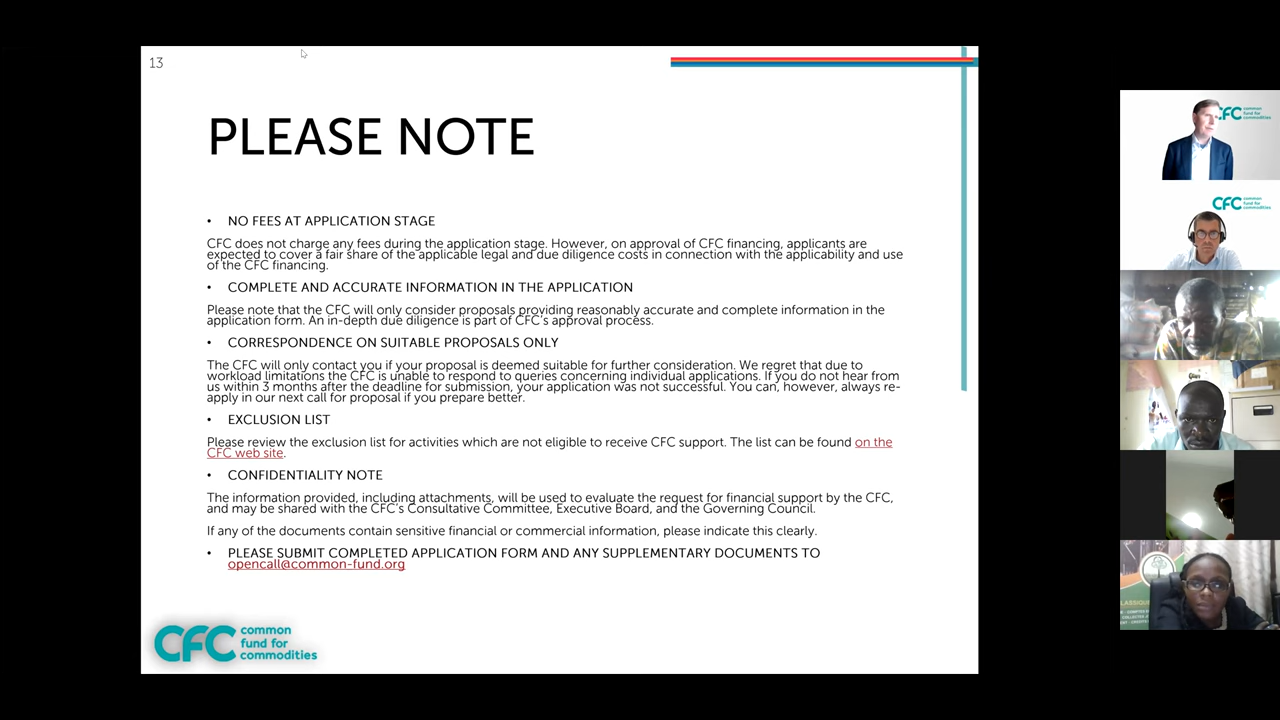 13
PLEASE NOTE
• NO FEES AT APPLICATION STAGE
CFC does not charge any fees during the application stage. However, on approval of CFC financing, applicants are
expected to cover a fair share of the applicable legal and due diligence costs in connection with the applicability and use
of the CFC financing.
• COMPLETE AND ACCURATE INFORMATION IN THE APPLICATION
Please note that the CFC will only consider proposals providing reasonably accurate and complete information in the
application form. An in-depth due diligence is part of CFC's approval process.
• CORRESPONDENCE ON SUITABLE PROPOSALS ONLY
The CFC will only contact you if your proposal is deemed suitable for further consideration. We regret that due to
workload limitations the CFC is unable to respond to queries concerning individual applications. If you do not hear from
us within 3 months after the deadline for submission, your application was not successful. You can, however, always re-
apply in our next call for proposal if you prepare better.
• EXCLUSION LIST
Please review the exclusion list for activities which are not eligible to receive CFC support. The list can be found on the
CFC web site.
• CONFIDENTIALITY NOTE
The information provided, including attachments, will be used to evaluate the request for financial support by the CFC,
and may be shared with the CFC's Consultative Committee, Executive Board, and the Governing Council.
If any of the documents contain sensitive financial or commercial information, please indicate this clearly.
• PLEASE SUBMIT COMPLETED APPLICATION FORM AND ANY SUPPLEMENTARY DOCUMENTS TO
opencall@common-fund.org
CFC common
fund for
commodities
CFC common
fund for
commodities
CFC common
fund for
commodities